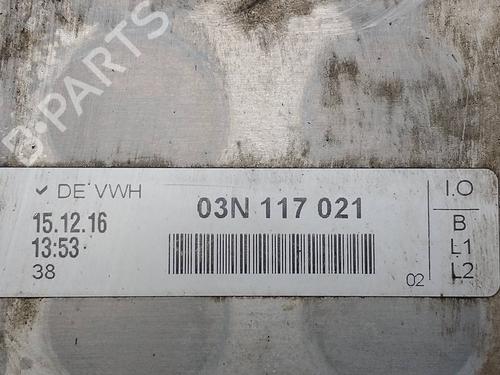 B-PARTS
✓ DE VWH
15.12.16
13:53
38
03N 117 021
02
I.O
B
L1
L2